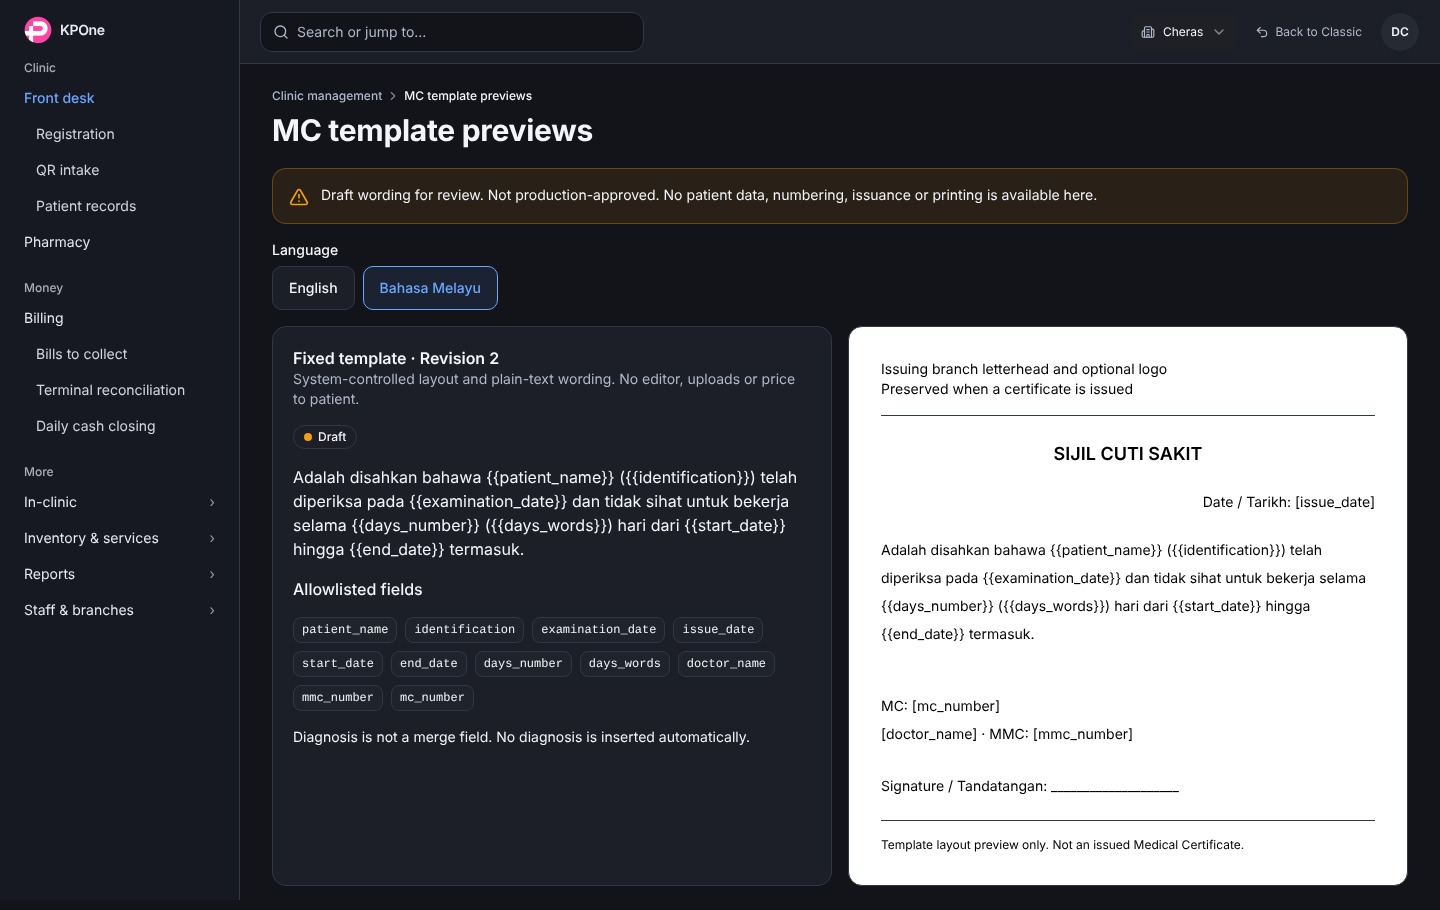 KPOne
Clinic
Front desk
Registration
QR intake
Patient records
Pharmacy
Money
Billing
Bills to collect
Terminal reconciliation
Daily cash closing
More
In-clinic
Inventory & services
Reports
Staff & branches
Search or jump to...
Cheras
Back to Classic
DC
Clinic management > MC template previews
MC template previews
Draft wording for review. Not production-approved. No patient data, numbering, issuance or printing is available here.
Language
English
Bahasa Melayu
Fixed template · Revision 2
System-controlled layout and plain-text wording. No editor, uploads or price
to patient.
Draft
Adalah disahkan bahawa {{patient_name}} ({{identification}}) telah
diperiksa pada {{examination_date}} dan tidak sihat untuk bekerja
selama {{days_number}} ({{days_words}}) hari dari {{start_date}}
hingga {{end_date}} termasuk.
Allowlisted fields
patient_name identification examination_date issue_date
start_date end_date days_number days_words doctor_name
mmc_number mc_number
Diagnosis is not a merge field. No diagnosis is inserted automatically.
Issuing branch letterhead and optional logo
Preserved when a certificate is issued
SIJIL CUTI SAKIT
Date / Tarikh: [issue_date]
Adalah disahkan bahawa {{patient_name}} ({{identification}}) telah
diperiksa pada {{examination_date}} dan tidak sihat untuk bekerja selama
{{days_number}} ({{days_words}}) hari dari {{start_date}} hingga
{{end_date}} termasuk.
MC: [mc_number]
[doctor_name] · MMC: [mmc_number]
Signature / Tandatangan: ____________________
Template layout preview only. Not an issued Medical Certificate.